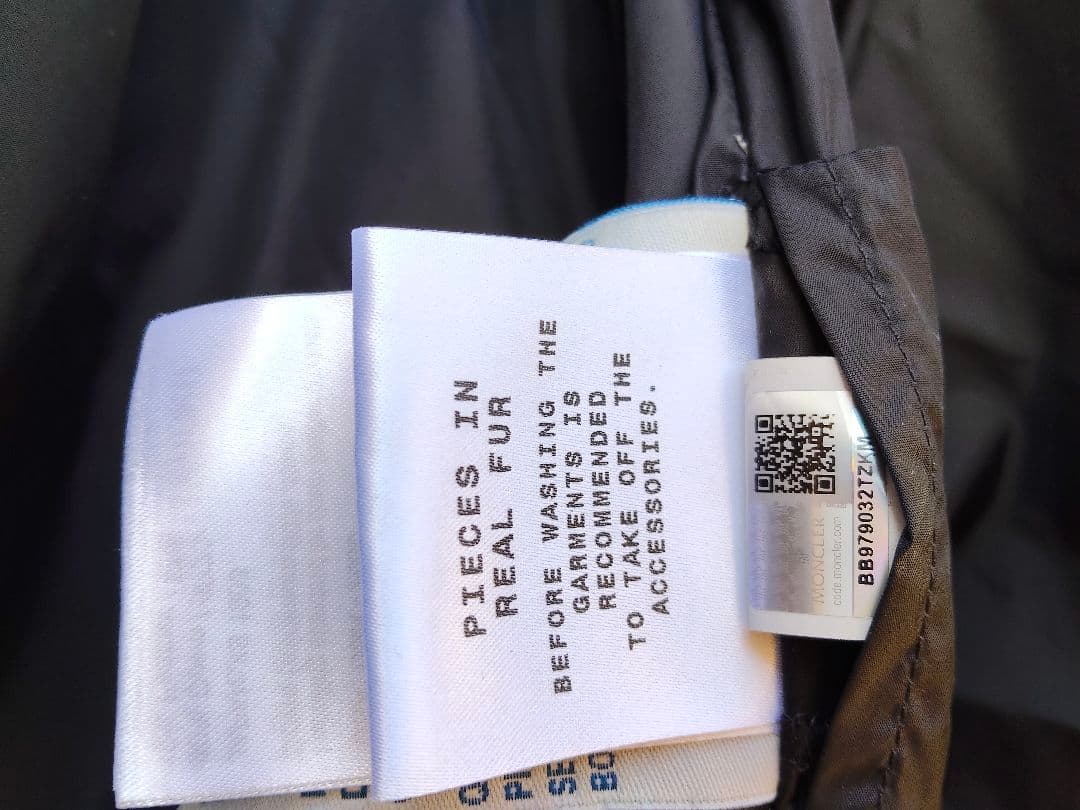 PIECES IN
REAL FUR
BEFORE WASHING THE
GARMENTS IS
RECOMMENDED
TO TAKE OFF THE
ACCESSORIES.
MONCLER
code.moncler.com
BB979032TZKM